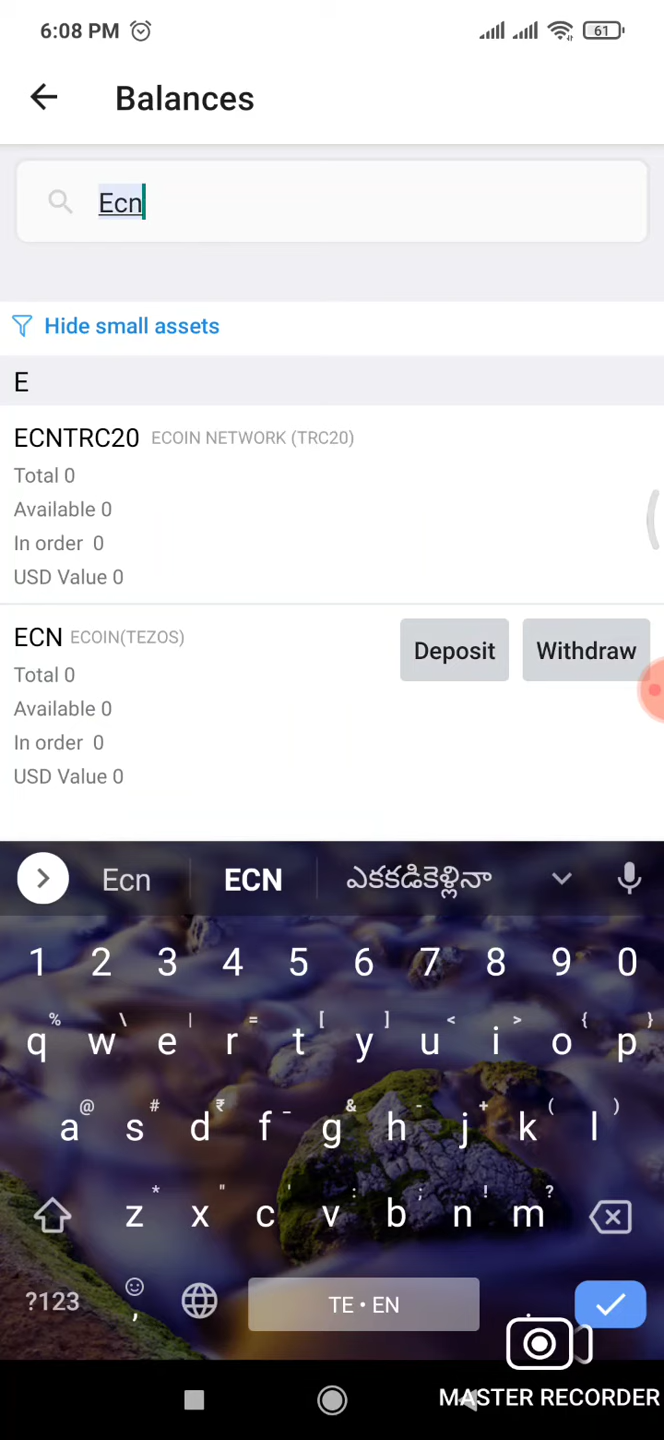 6:08 PM 61
Balances
Ecn
Hide small assets
E
ECNTRC20 ECOIN NETWORK (TRC20)
Total 0
Available 0
In order 0
USD Value 0
ECN ECOIN(TEZOS) Deposit Withdraw
Total 0
Available 0
In order 0
USD Value 0
Ecn ECN ఎకకడికెళ్లినా
1 2 3 4 5 6 7 8 9 0
% \ | = [ ] < > { }
q w e r t y u i o p
@ # ₹ _ & - + ( )
a s d f g h j k l
* " ' : ; ! ?
z x c v b n m
?123 , TE • EN
MASTER RECORDER